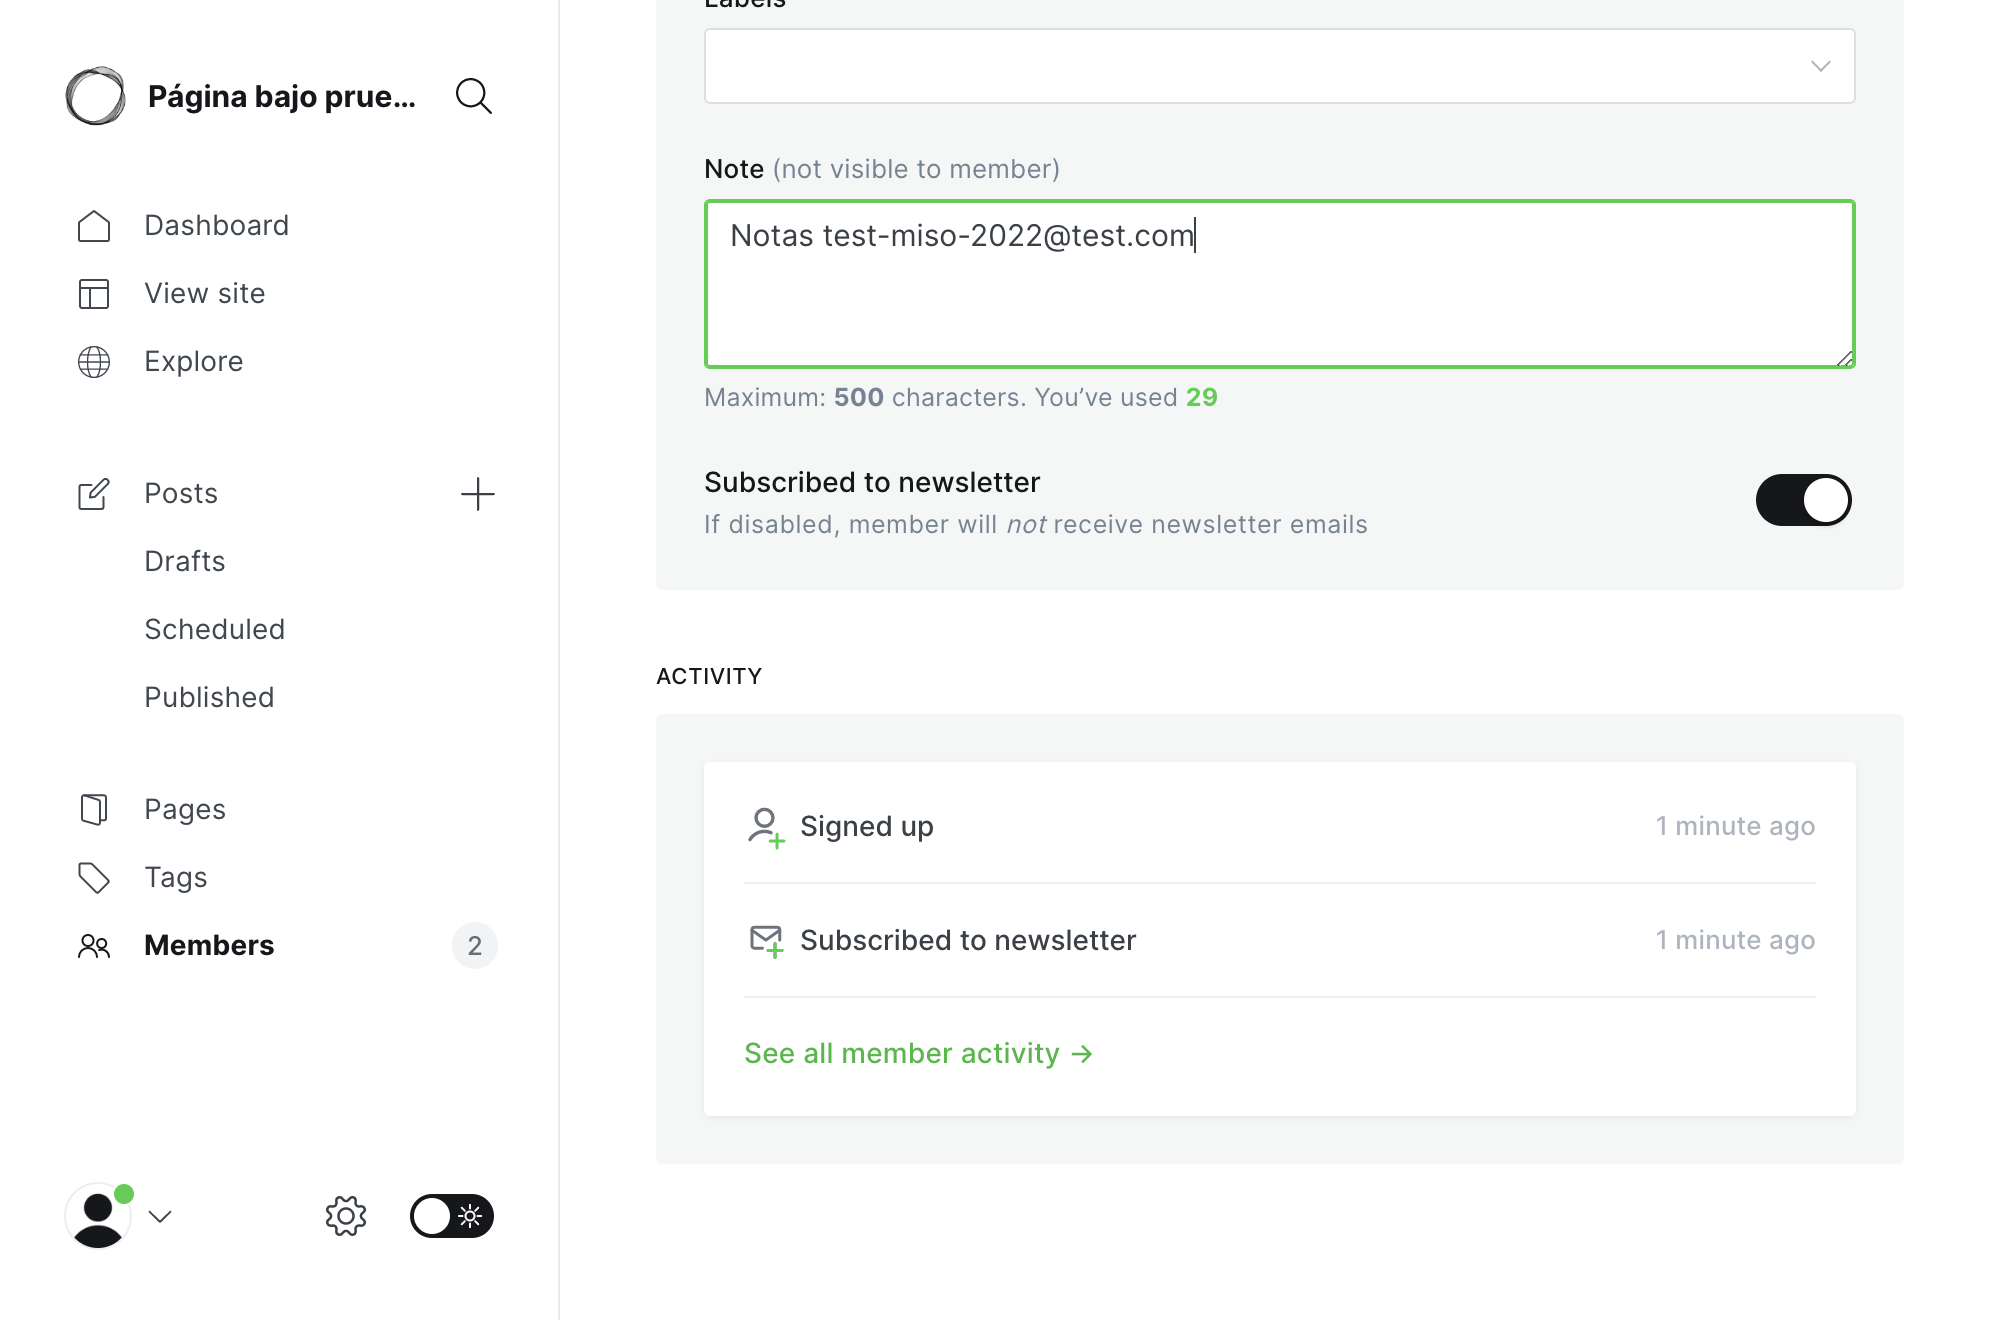 Página bajo prue...
Dashboard
View site
Explore
Posts
Drafts
Scheduled
Published
Pages
Tags
Members 2
Labels
Note (not visible to member)
Notas test-miso-2022@test.com
Maximum: 500 characters. You’ve used 29
Subscribed to newsletter
If disabled, member will not receive newsletter emails
ACTIVITY
Signed up 1 minute ago
Subscribed to newsletter 1 minute ago
See all member activity →